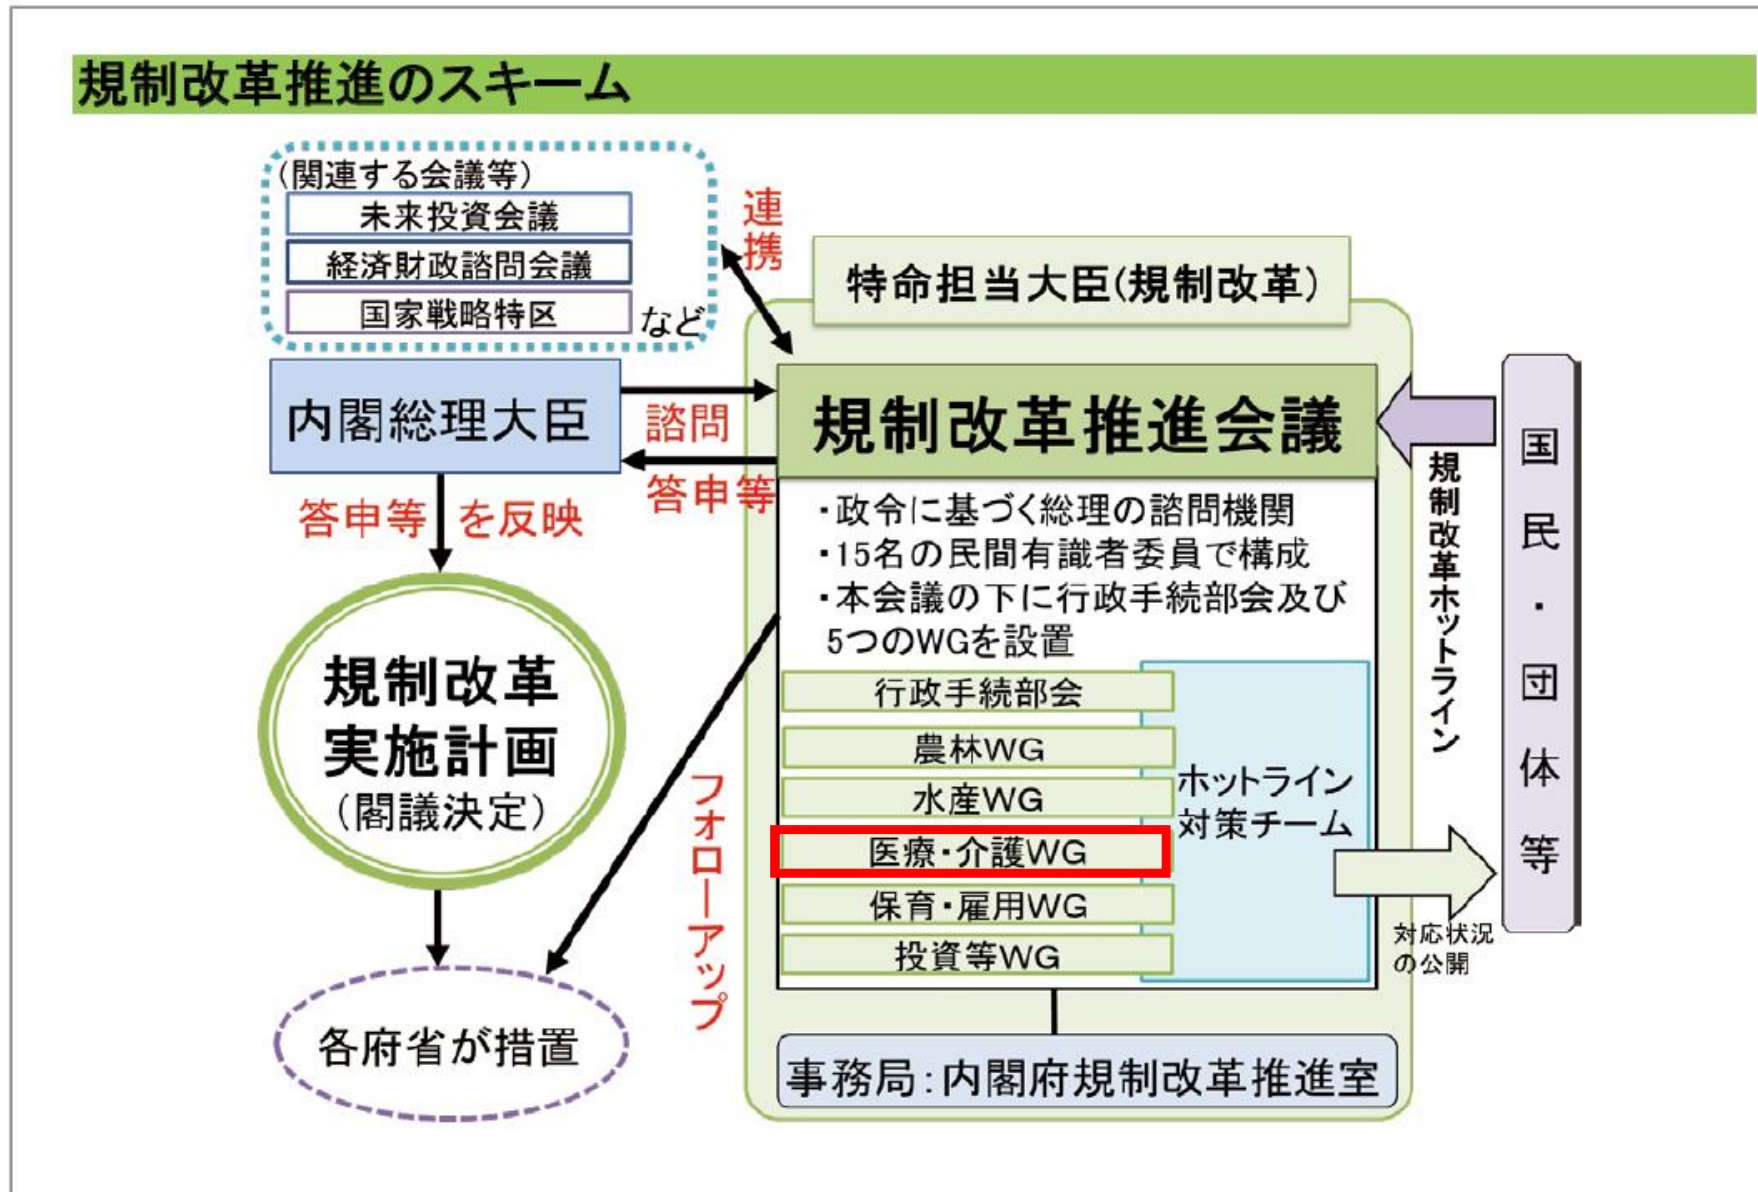 規制改革推進のスキーム
(関連する会議等)
未来投資会議
経済財政諮問会議
国家戦略特区
など
連携
特命担当大臣(規制改革)
内閣総理大臣
諮問
答申等
規制改革推進会議
・政令に基づく総理の諮問機関
・15名の民間有識者委員で構成
・本会議の下に行政手続部会及び
5つのWGを設置
行政手続部会
農林WG
水産WG
医療・介護WG
保育・雇用WG
投資等WG
ホットライン
対策チーム
規制改革ホットライン
国民・団体等
対応状況
の公開
答申等 を反映
規制改革
実施計画
(閣議決定)
フォローアップ
各府省が措置
事務局:内閣府規制改革推進室